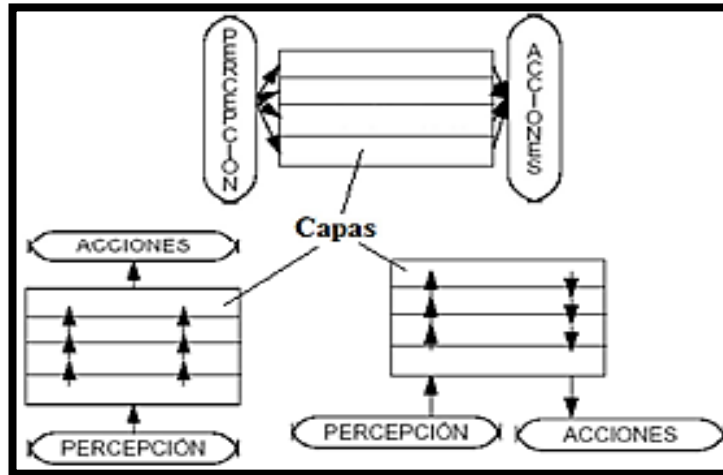 PERCEPCIÓN
ACCIONES
Capas
ACCIONES
PERCEPCIÓN
PERCEPCIÓN
ACCIONES